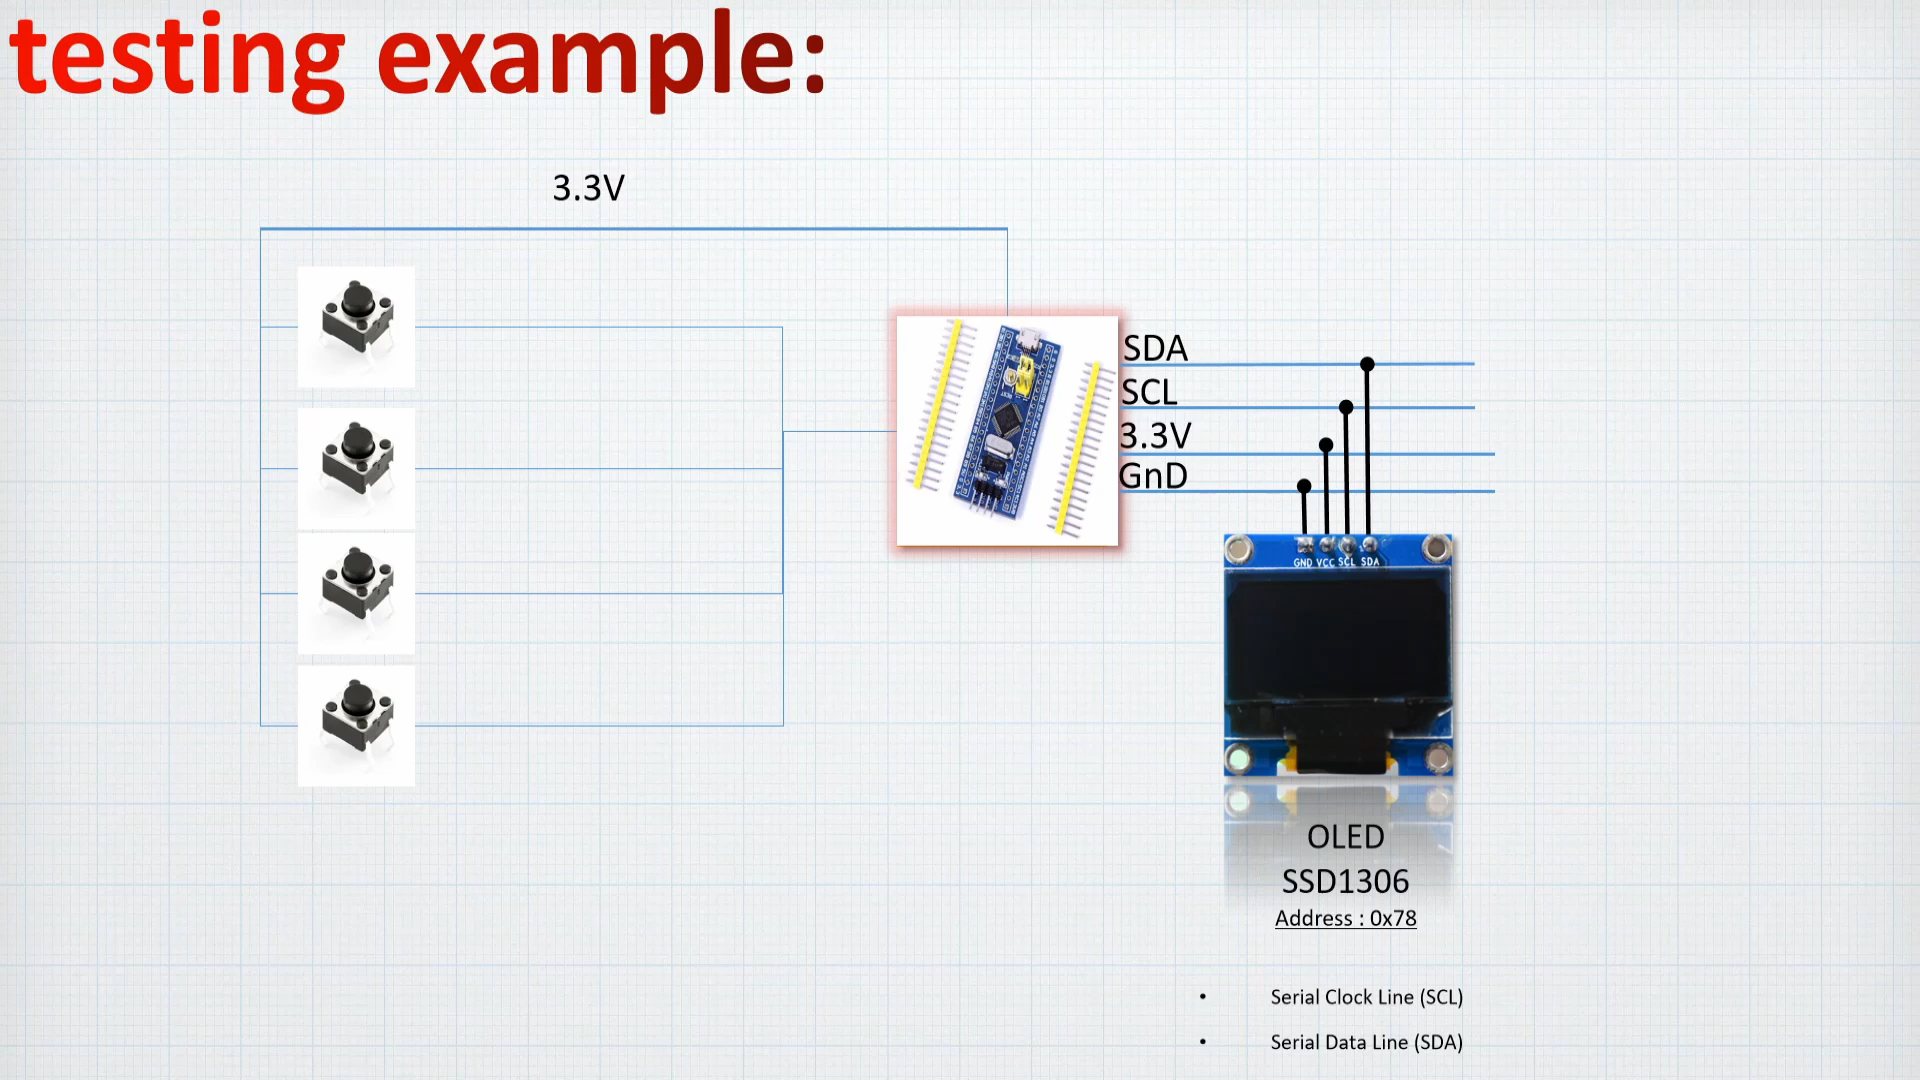 testing example:
3.3V
SDA
SCL
3.3V
GnD
GND VCC SCL SDA
OLED
SSD1306
Address : 0x78
• Serial Clock Line (SCL)
• Serial Data Line (SDA)